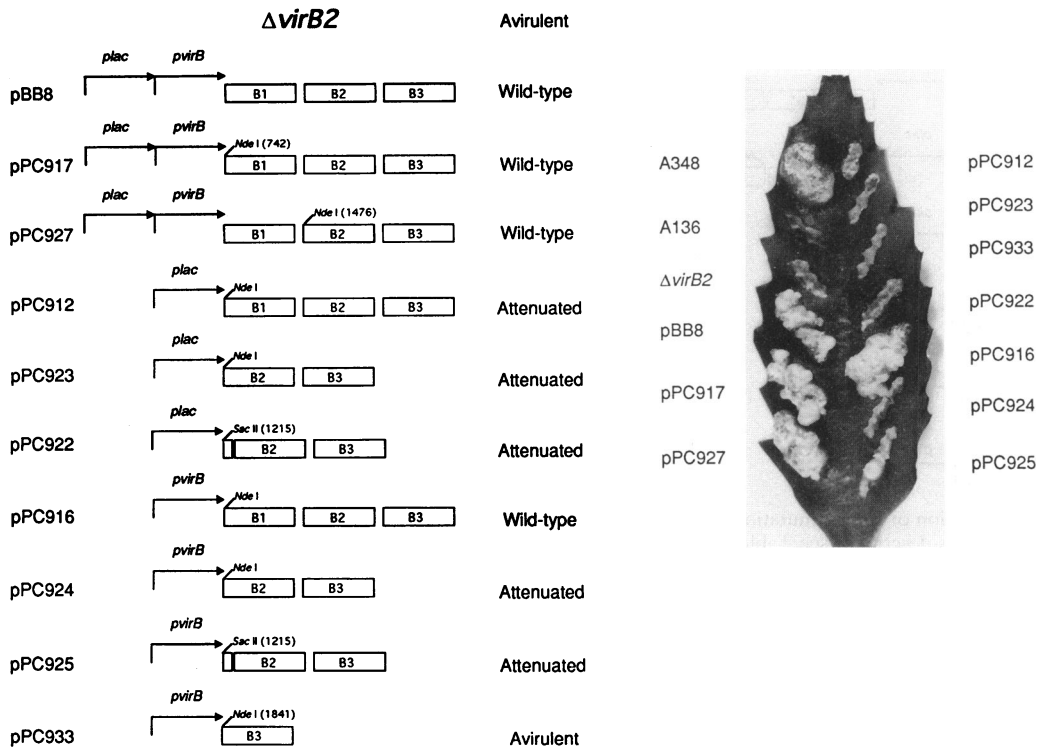 ΔvirB2 Avirulent
plac pvirB
pBB8 B1 B2 B3 Wild-type
plac pvirB
Nde I (742)
pPC917 B1 B2 B3 Wild-type
plac pvirB
Nde I (1476)
pPC927 B1 B2 B3 Wild-type
plac
Nde I
pPC912 B1 B2 B3 Attenuated
plac
Nde I
pPC923 B2 B3 Attenuated
plac
Sac II (1215)
pPC922 B2 B3 Attenuated
pvirB
Nde I
pPC916 B1 B2 B3 Wild-type
pvirB
Nde I
pPC924 B2 B3 Attenuated
pvirB
Sac II (1215)
pPC925 B2 B3 Attenuated
pvirB
Nde I (1841)
pPC933 B3 Avirulent
A348
A136
ΔvirB2
pBB8
pPC917
pPC927
pPC912
pPC923
pPC933
pPC922
pPC916
pPC924
pPC925